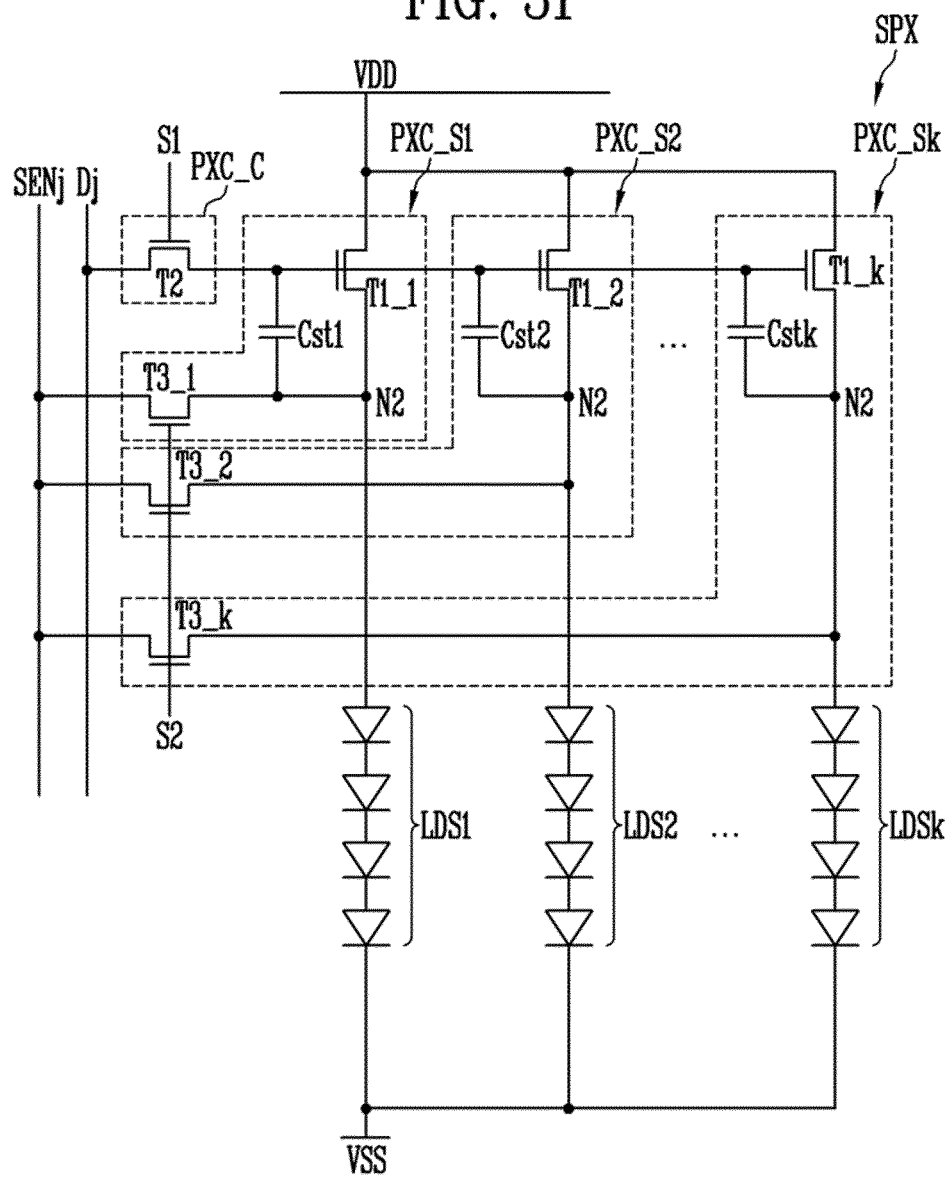 FIG. 31
SPX
VDD
S1
PXC_C
PXC_S1
PXC_S2
PXC_Sk
SENj Dj
T2
T1_1
T1_2
T1_k
Cst1
Cst2
...
Cstk
T3_1
N2
N2
N2
T3_2
T3_k
S2
LDS1
LDS2
...
LDSk
VSS